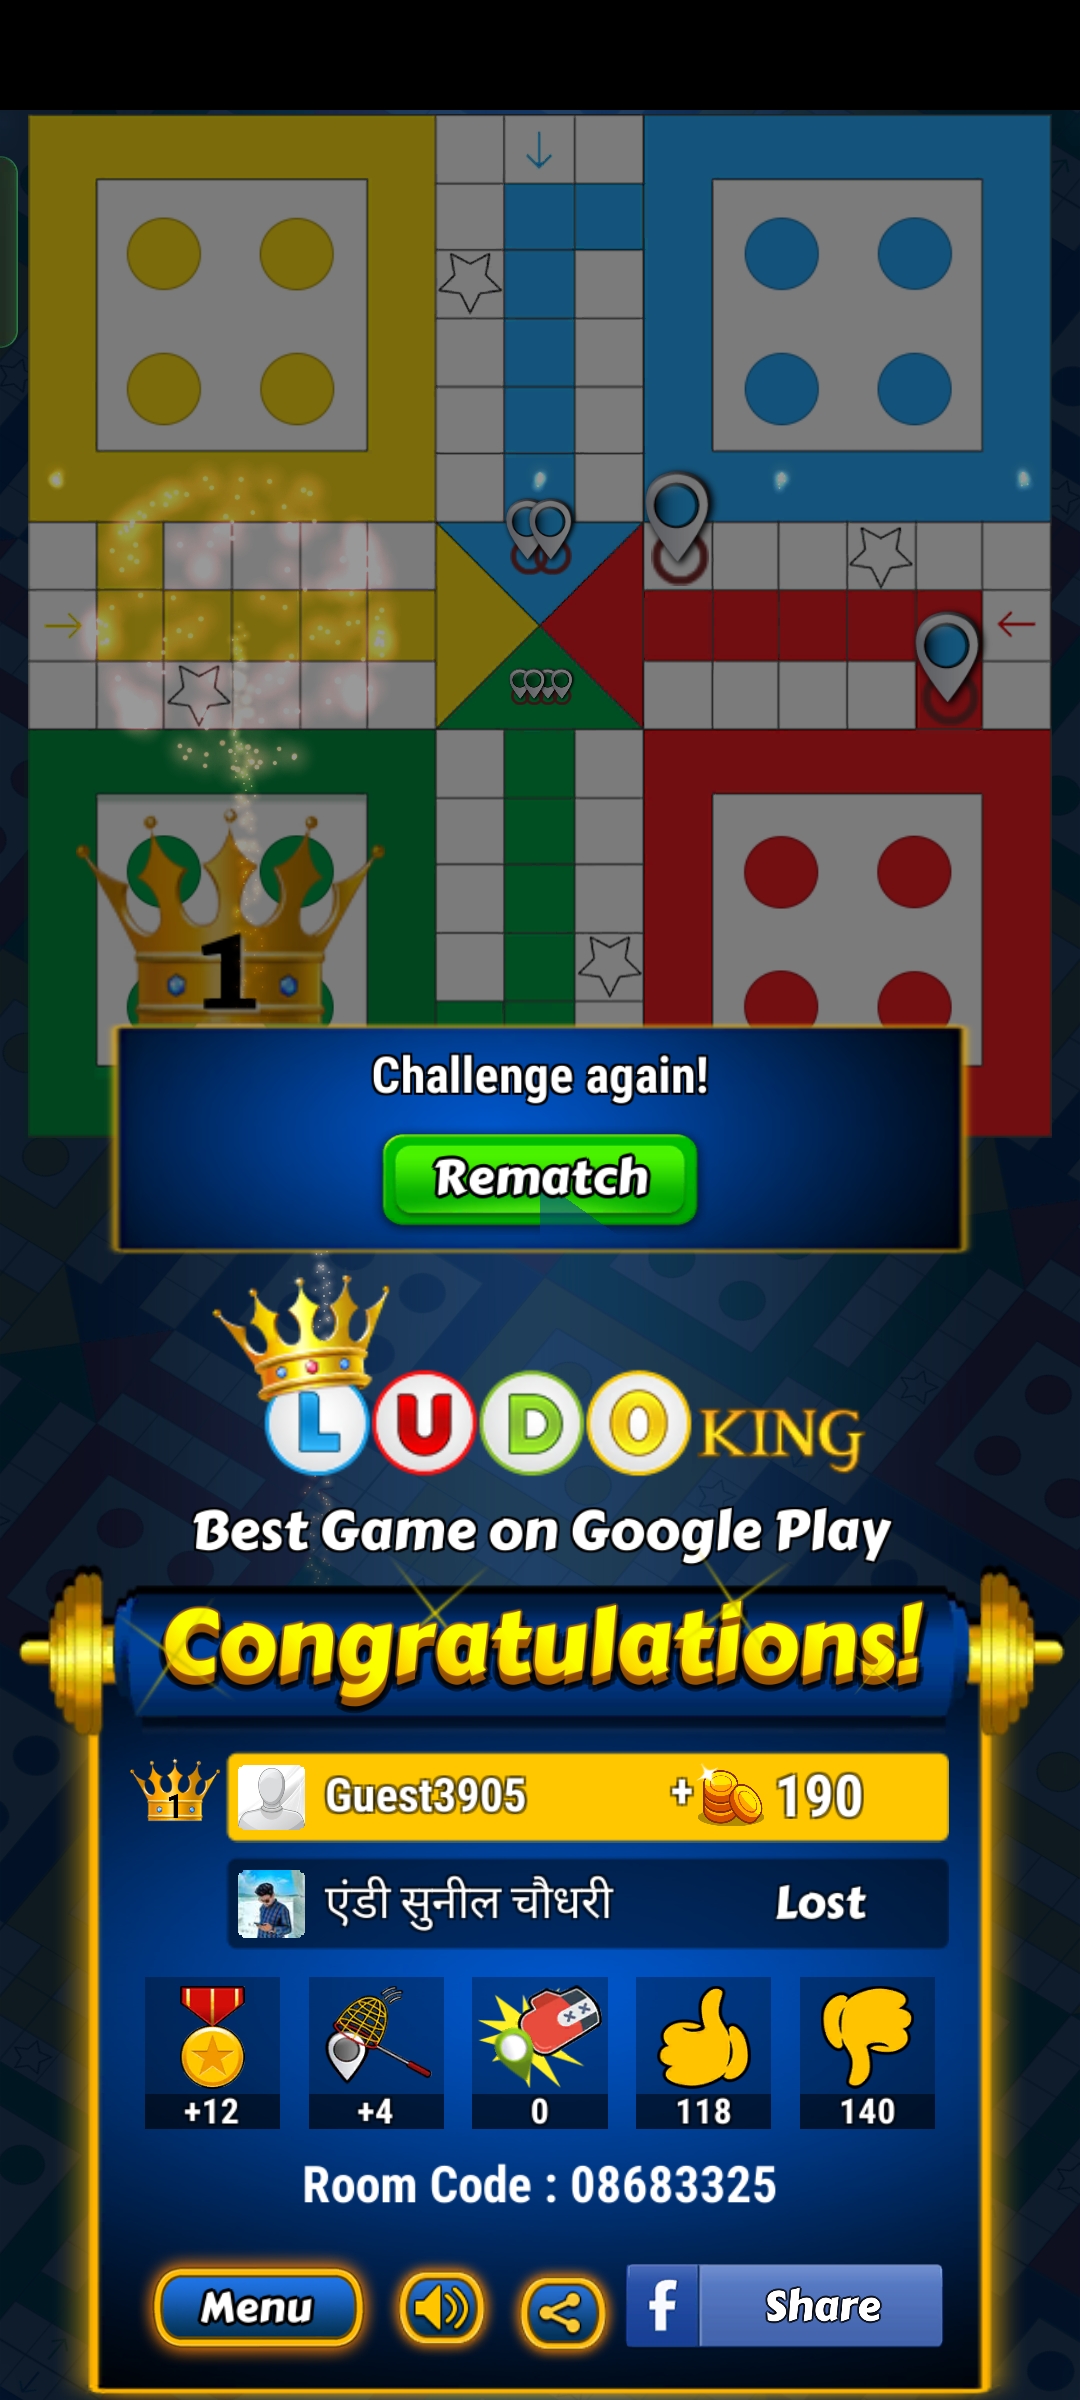 1
Challenge again!
Rematch
LUDO KING
Best Game on Google Play
Congratulations!
1 Guest3905 + 190
एंडी सुनील चौधरी Lost
+12 +4 0 118 140
Room Code : 08683325
Menu f Share